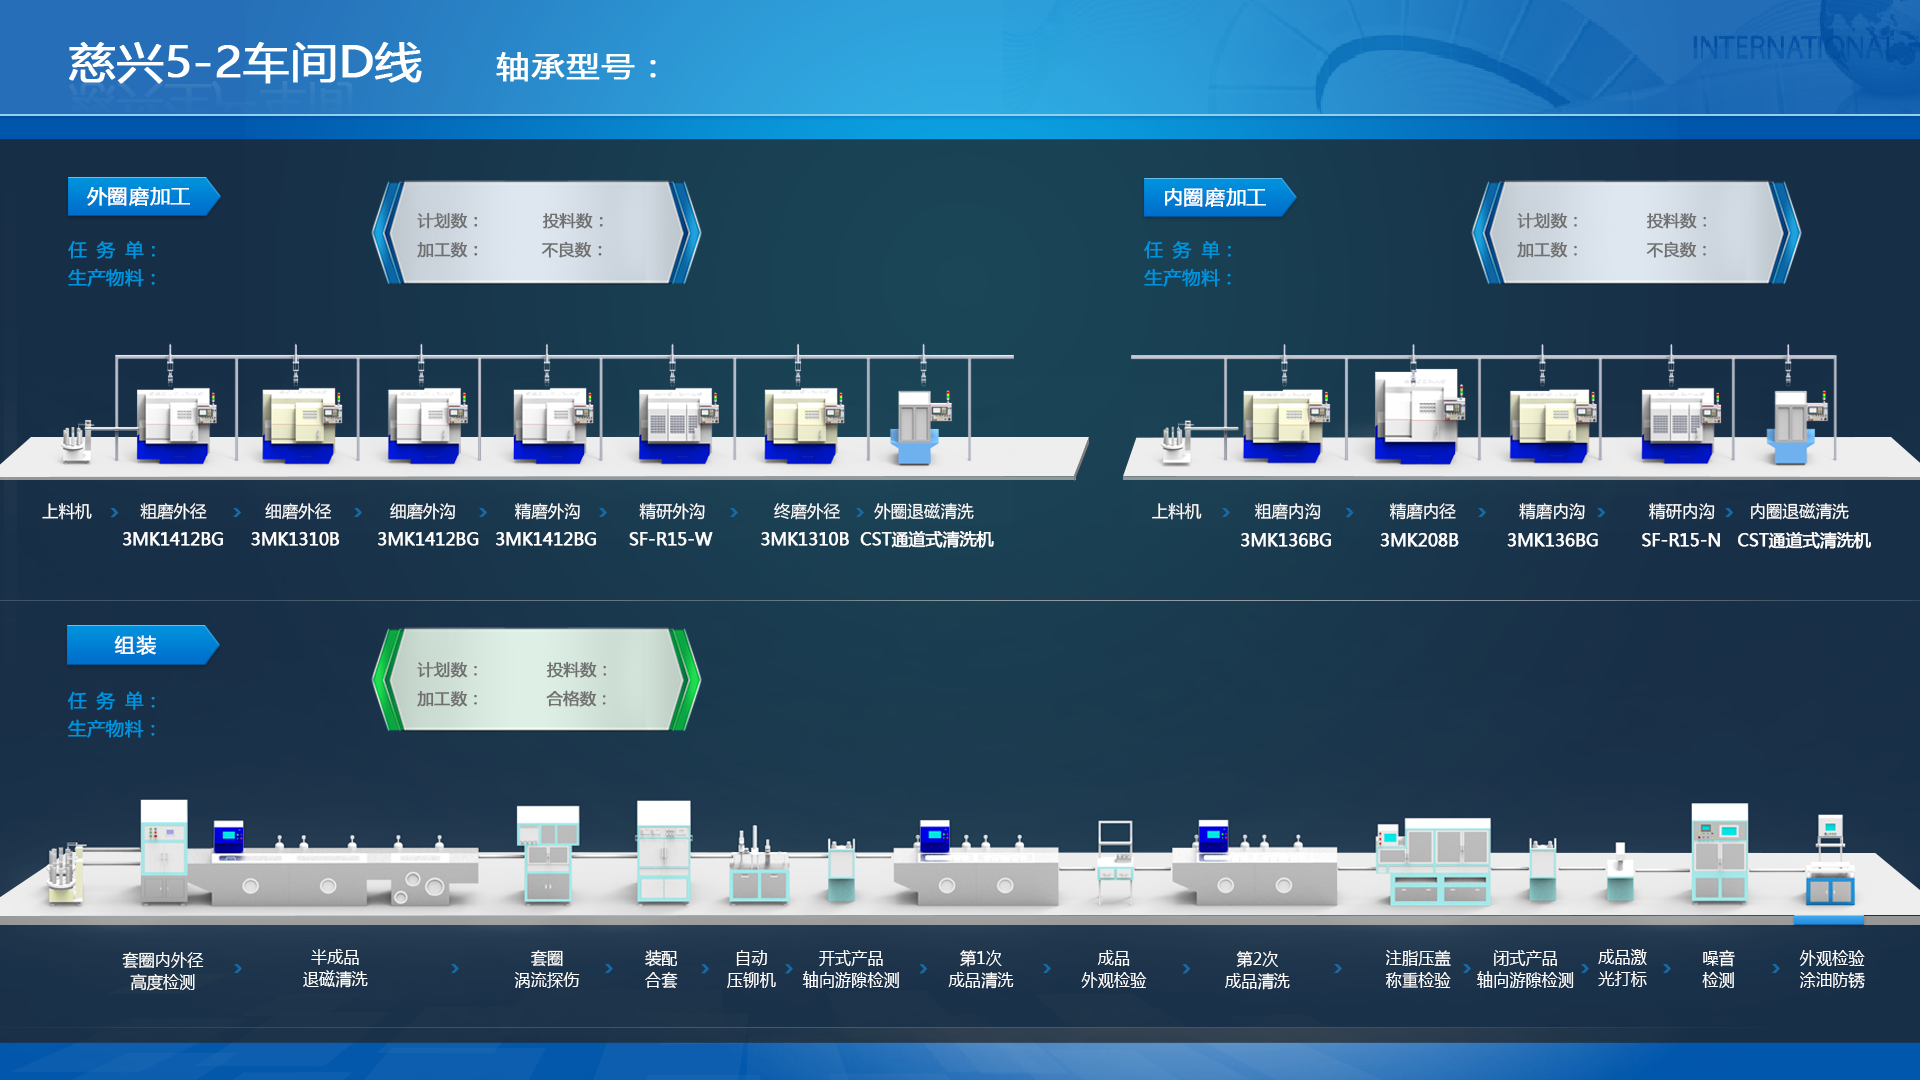 慈兴5-2车间D线
轴承型号：
INTERNATIONAL
外圈磨加工
任 务 单：
生产物料：
计划数：
投料数：
加工数：
不良数：
内圈磨加工
任 务 单：
生产物料：
计划数：
投料数：
加工数：
不良数：
上料机
粗磨外径
3MK1412BG
细磨外径
3MK1310B
细磨外沟
3MK1412BG
精磨外沟
3MK1412BG
精研外沟
SF-R15-W
终磨外径
3MK1310B
外圈退磁清洗
CST通道式清洗机
上料机
粗磨内沟
3MK136BG
精磨内径
3MK208B
精磨内沟
3MK136BG
精研内沟
SF-R15-N
内圈退磁清洗
CST通道式清洗机
组装
任 务 单：
生产物料：
计划数：
投料数：
加工数：
合格数：
套圈内外径
高度检测
半成品
退磁清洗
套圈
涡流探伤
装配
合套
自动
压铆机
开式产品
轴向游隙检测
第1次
成品清洗
成品
外观检验
第2次
成品清洗
注脂压盖
称重检验
闭式产品
轴向游隙检测
成品激
光打标
噪音
检测
外观检验
涂油防锈